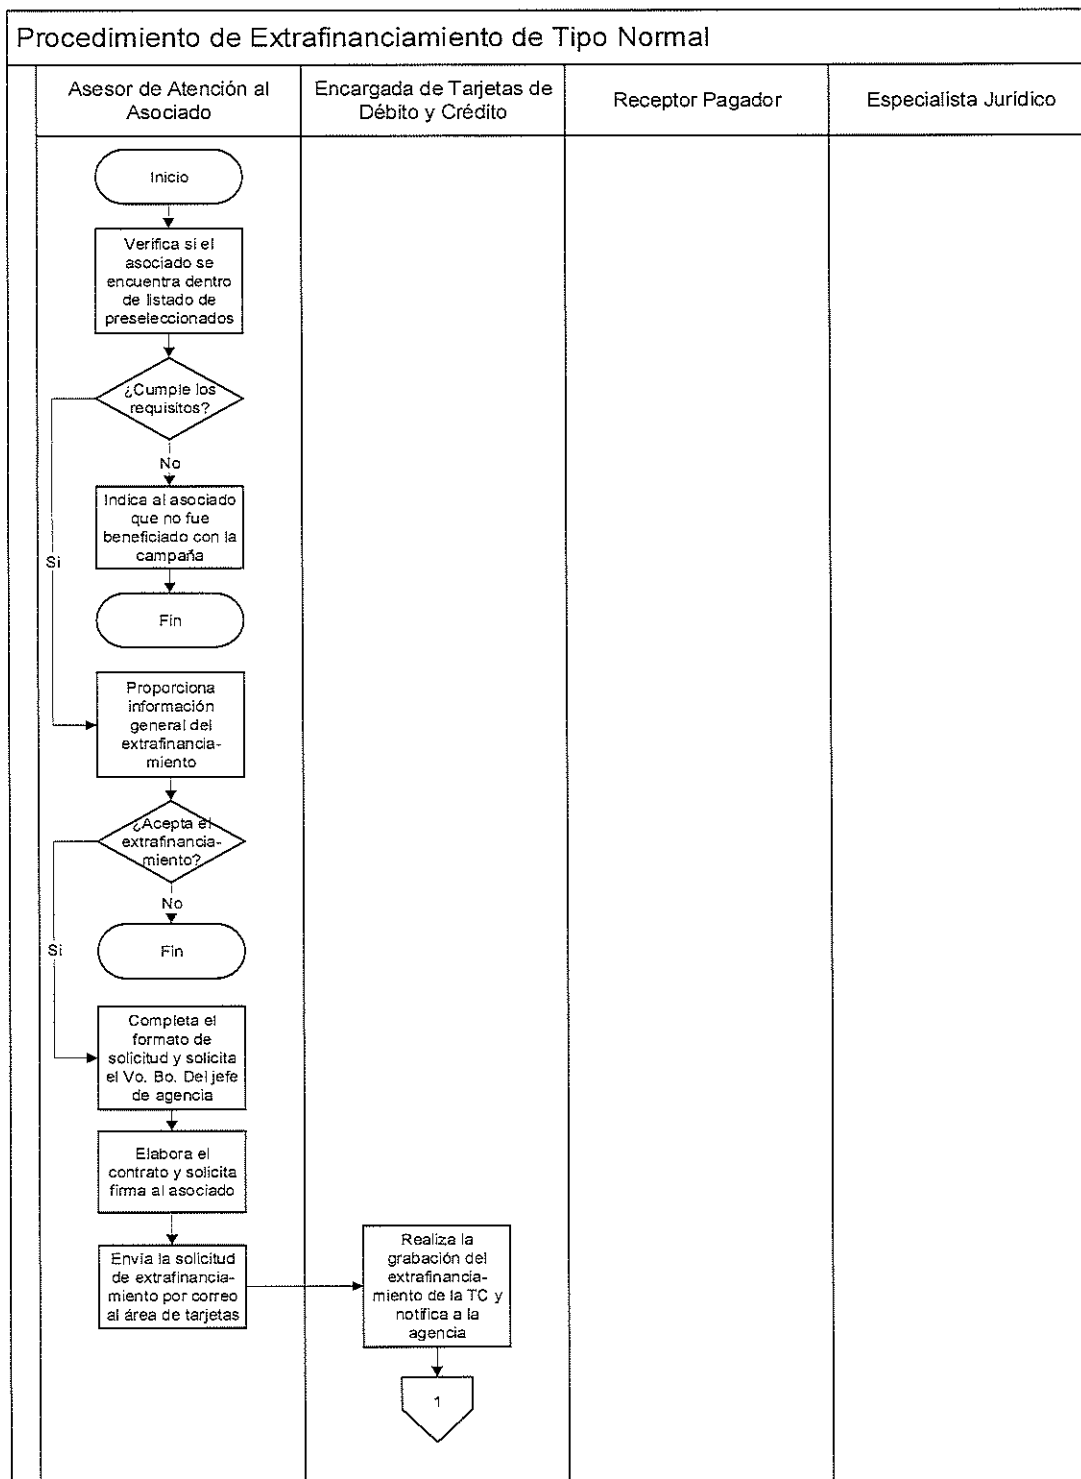 Procedimiento de Extrafinanciamiento de Tipo Normal
Asesor de Atención al
Asociado
Encargada de Tarjetas de
Débito y Crédito
Receptor Pagador
Especialista Jurídico
Inicio
Verifica si el
asociado se
encuentra dentro
de listado de
preseleccionados
¿Cumple los
requisitos?
No
Si
Indica al asociado
que no fue
beneficiado con la
campaña
Fin
Proporciona
información
general del
extrafinancia-
miento
¿Acepta el
extrafinancia-
miento?
No
Si
Fin
Completa el
formato de
solicitud y solicita
el Vo. Bo. Del jefe
de agencia
Elabora el
contrato y solicita
firma al asociado
Envía la solicitud
de extrafinancia-
miento por correo
al área de tarjetas
Realiza la
grabación del
extrafinancia-
miento de la TC y
notifica a la
agencia
1